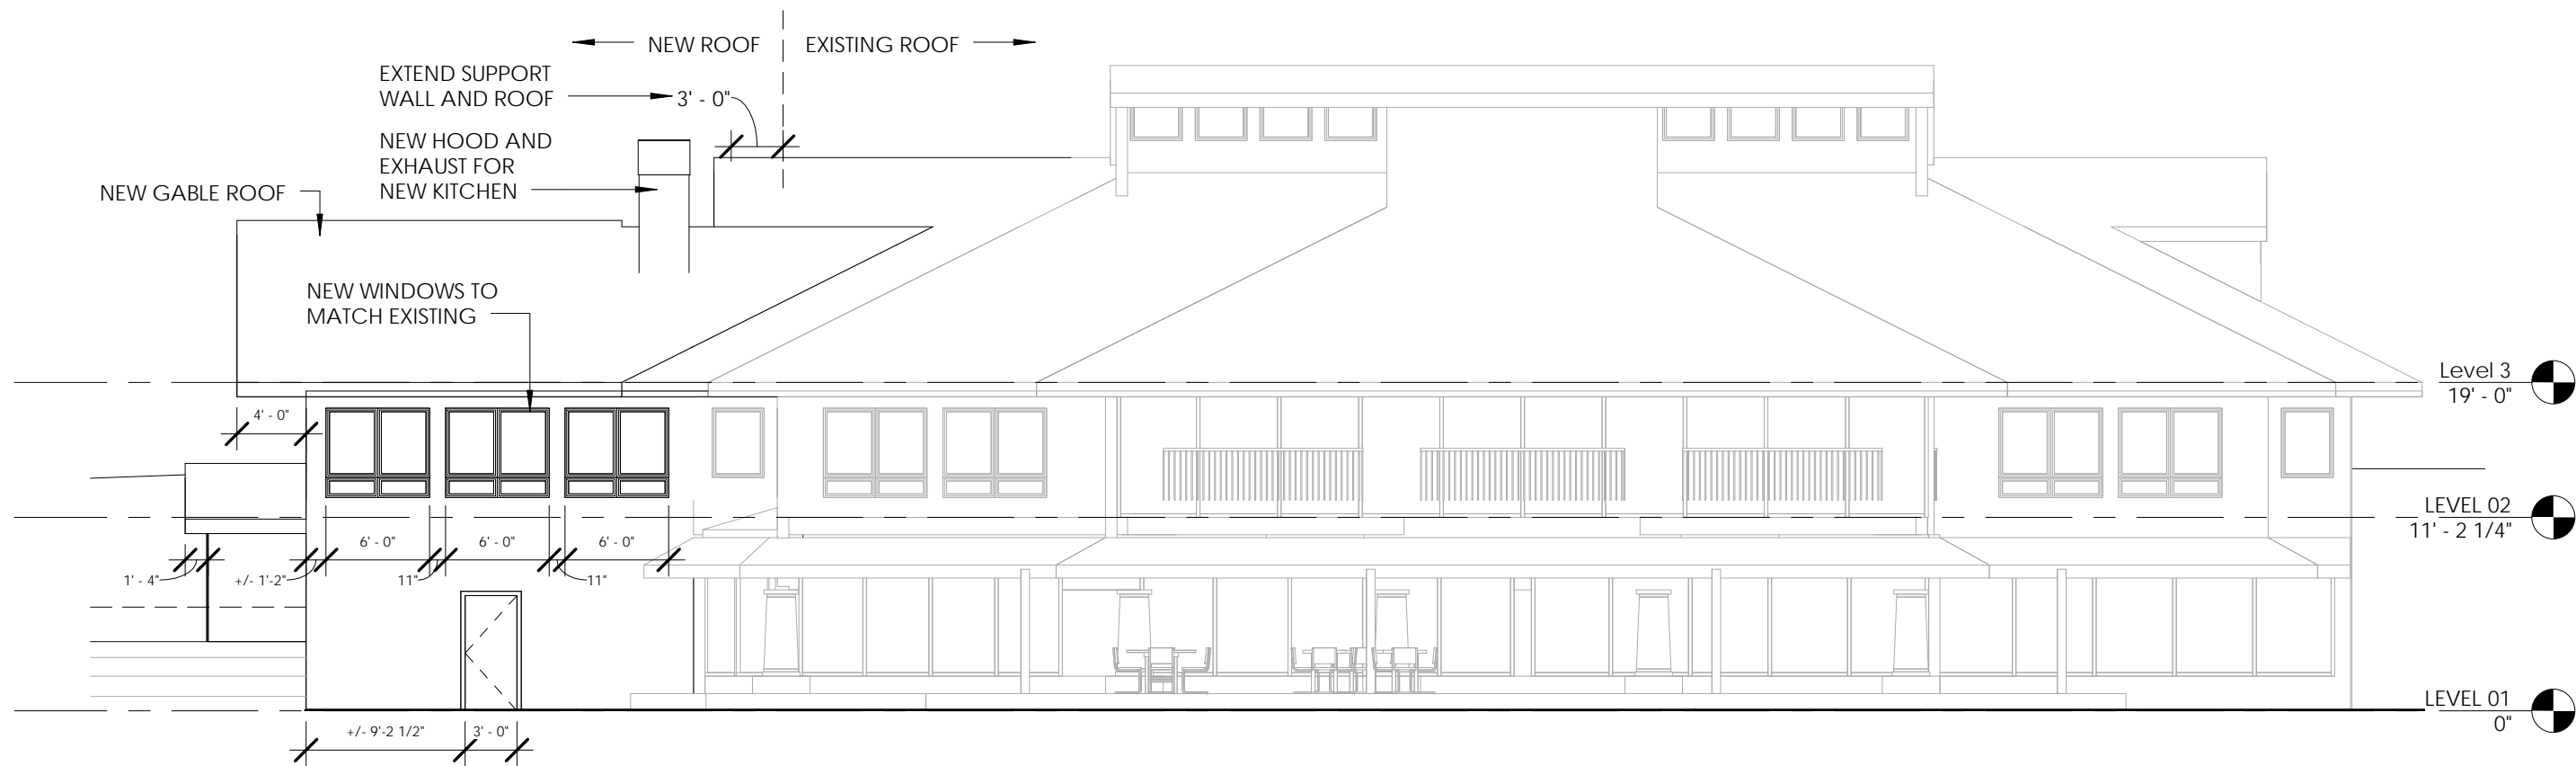 NEW ROOF
EXISTING ROOF
EXTEND SUPPORT
WALL AND ROOF
3' - 0"
NEW HOOD AND
EXHAUST FOR
NEW KITCHEN
NEW GABLE ROOF
NEW WINDOWS TO
MATCH EXISTING
Level 3
19' - 0"
4' - 0"
LEVEL 02
11' - 2 1/4"
6' - 0"
6' - 0"
6' - 0"
1' - 4"
+/- 1'-2"
11"
11"
LEVEL 01
0"
+/- 9'-2 1/2"
3' - 0"